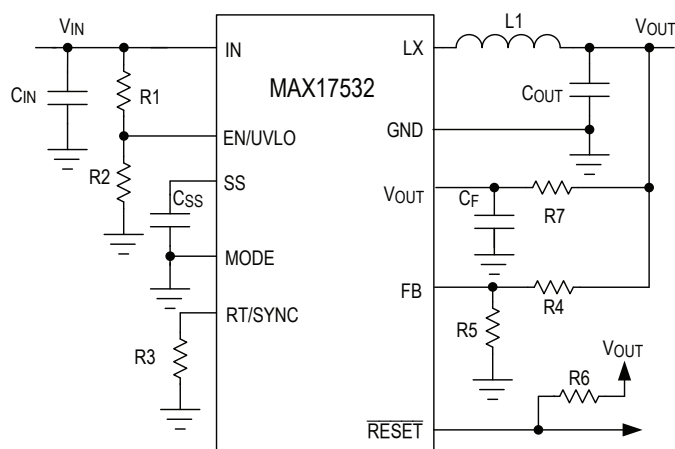 VIN
IN
CIN
R1
EN/UVLO
R2
SS
CSS
MODE
RT/SYNC
R3
MAX17532
LX
L1
VOUT
COUT
GND
VOUT
CF
R7
FB
R4
R5
VOUT
R6
RESET